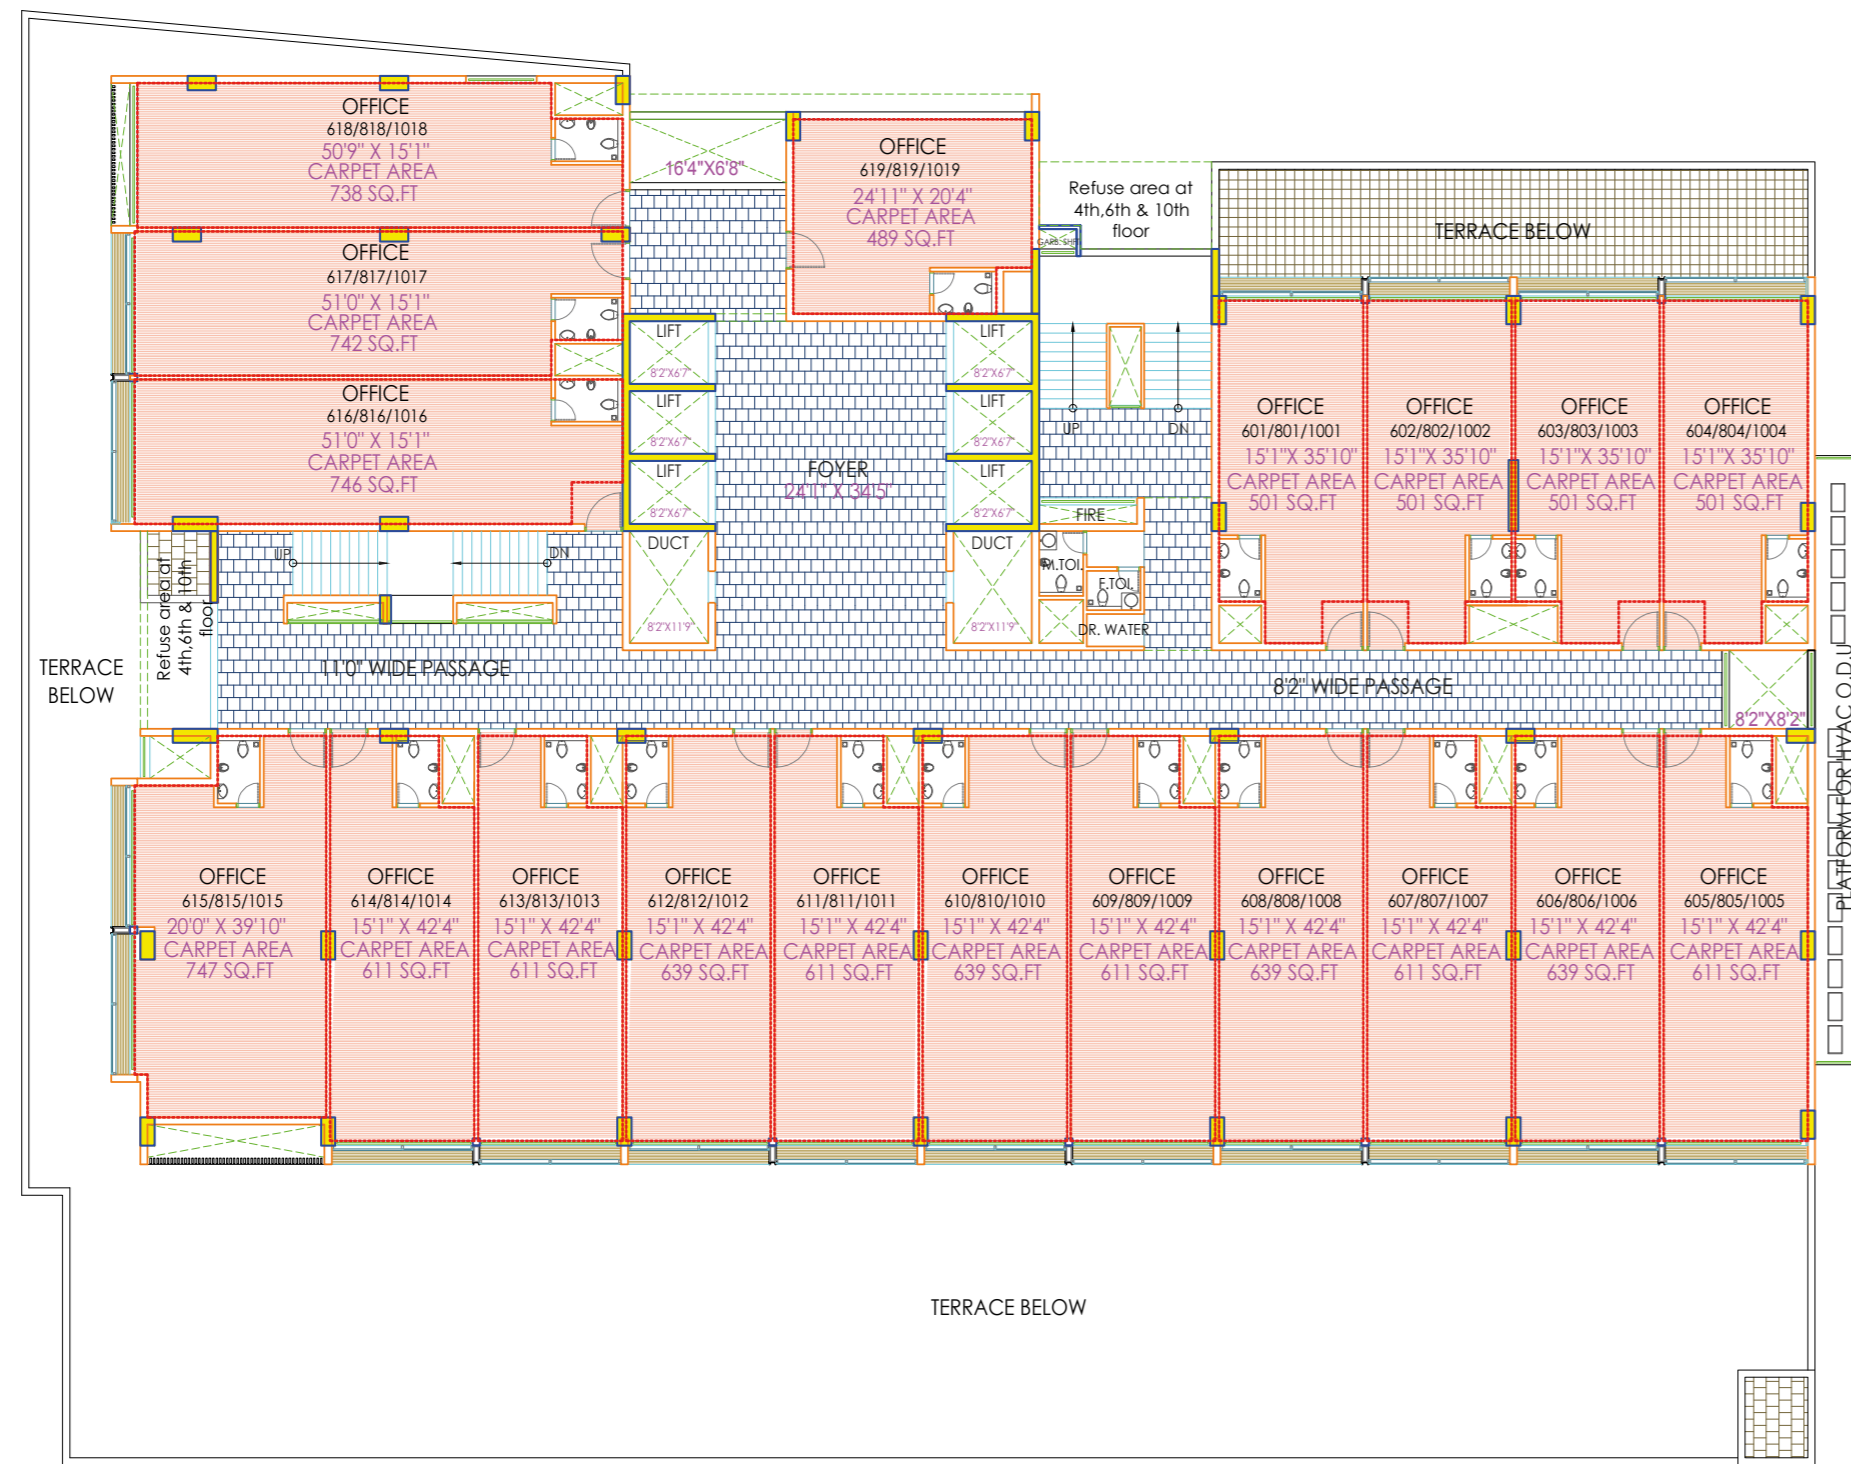 OFFICE
618/818/1018
50'9" X 15'1"
CARPET AREA
738 SQ.FT
16'4"X6'8"
OFFICE
619/819/1019
24'11" X 20'4"
CARPET AREA
489 SQ.FT
Refuse area at
4th,6th & 10th
floor
TERRACE BELOW
OFFICE
617/817/1017
51'0" X 15'1"
CARPET AREA
742 SQ.FT
OFFICE
616/816/1016
51'0" X 15'1"
CARPET AREA
746 SQ.FT
LIFT
8'2"X6'7"
LIFT
8'2"X6'7"
LIFT
8'2"X6'7"
LIFT
8'2"X6'7"
LIFT
8'2"X6'7"
LIFT
8'2"X6'7"
FOYER
24'1" X 34'5"
UP
DN
FIRE
OFFICE
601/801/1001
15'1"X 35'10"
CARPET AREA
501 SQ.FT
OFFICE
602/802/1002
15'1"X 35'10"
CARPET AREA
501 SQ.FT
OFFICE
603/803/1003
15'1"X 35'10"
CARPET AREA
501 SQ.FT
OFFICE
604/804/1004
15'1"X 35'10"
CARPET AREA
501 SQ.FT
UP
DN
DUCT
8'2"X11'9"
DUCT
8'2"X11'9"
M.TOI.
F.TOI.
DR. WATER
Refuse area at
4th,6th & 10th
floor
TERRACE
BELOW
11'0" WIDE PASSAGE
8'2" WIDE PASSAGE
8'2"X8'2"
PLATFORM FOR HVAC O.D.U
OFFICE
615/815/1015
20'0" X 39'10"
CARPET AREA
747 SQ.FT
OFFICE
614/814/1014
15'1" X 42'4"
CARPET AREA
611 SQ.FT
OFFICE
613/813/1013
15'1" X 42'4"
CARPET AREA
611 SQ.FT
OFFICE
612/812/1012
15'1" X 42'4"
CARPET AREA
639 SQ.FT
OFFICE
611/811/1011
15'1" X 42'4"
CARPET AREA
611 SQ.FT
OFFICE
610/810/1010
15'1" X 42'4"
CARPET AREA
639 SQ.FT
OFFICE
609/809/1009
15'1" X 42'4"
CARPET AREA
611 SQ.FT
OFFICE
608/808/1008
15'1" X 42'4"
CARPET AREA
639 SQ.FT
OFFICE
607/807/1007
15'1" X 42'4"
CARPET AREA
611 SQ.FT
OFFICE
606/806/1006
15'1" X 42'4"
CARPET AREA
639 SQ.FT
OFFICE
605/805/1005
15'1" X 42'4"
CARPET AREA
611 SQ.FT
TERRACE BELOW